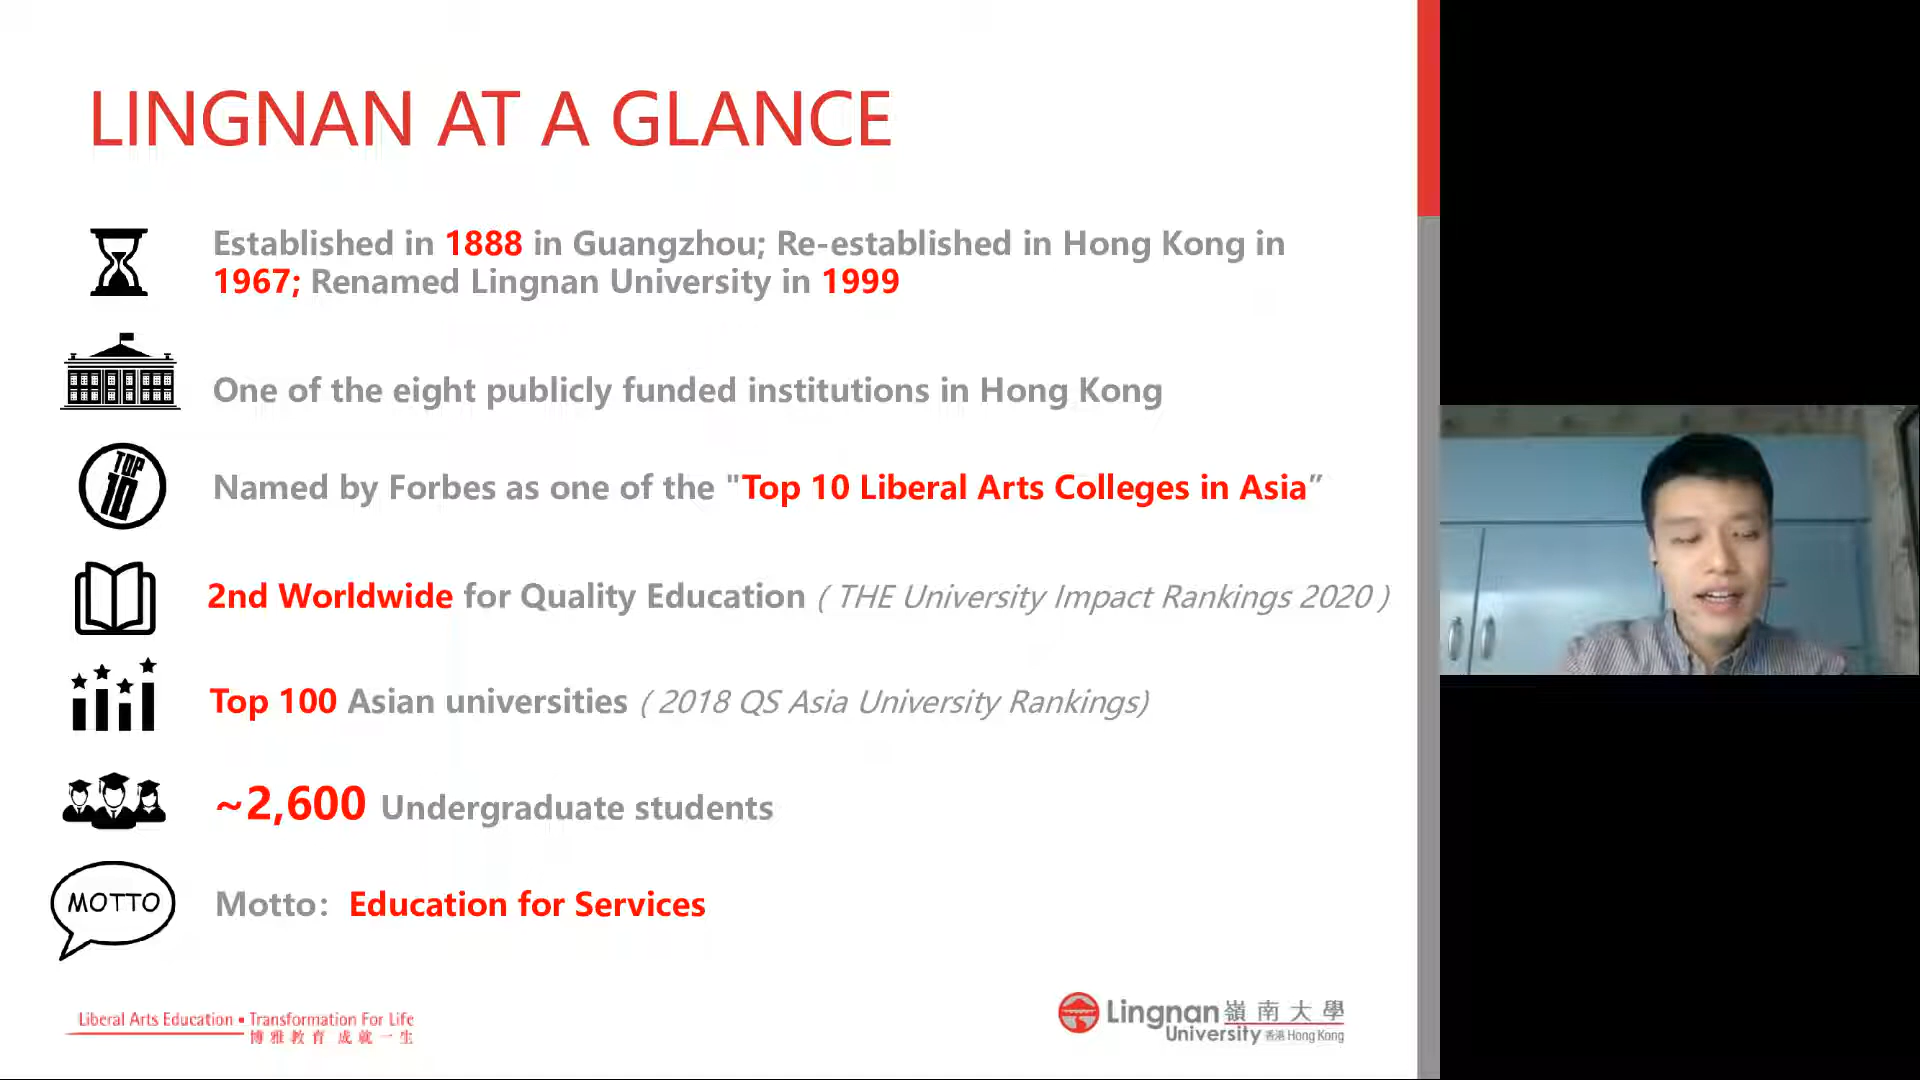 LINGNAN AT A GLANCE
Established in 1888 in Guangzhou; Re-established in Hong Kong in
1967; Renamed Lingnan University in 1999
One of the eight publicly funded institutions in Hong Kong
TOP
10
Named by Forbes as one of the "Top 10 Liberal Arts Colleges in Asia”
2nd Worldwide for Quality Education ( THE University Impact Rankings 2020 )
Top 100 Asian universities ( 2018 QS Asia University Rankings)
~2,600 Undergraduate students
MOTTO
Motto: Education for Services
Liberal Arts Education ▪ Transformation For Life
博雅教育 成就一生
Lingnan 嶺南大學
University 香港 Hong Kong